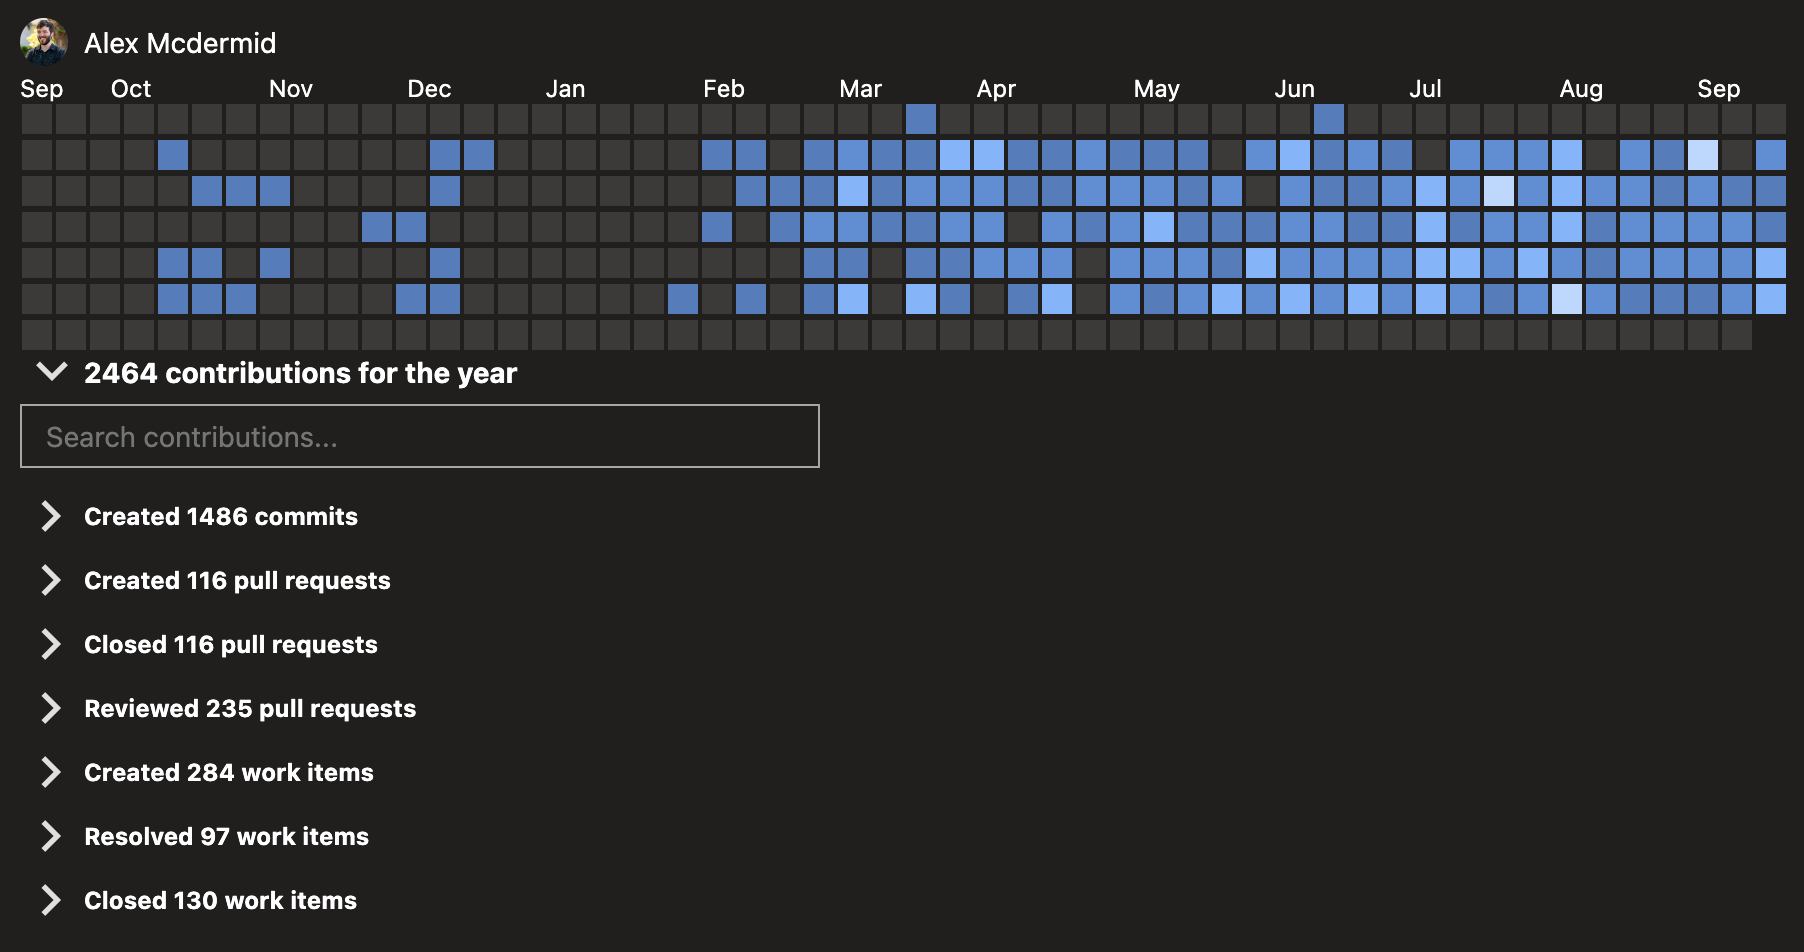 Alex Mcdermid
Sep Oct Nov Dec Jan Feb Mar Apr May Jun Jul Aug Sep
2464 contributions for the year
Search contributions...
Created 1486 commits
Created 116 pull requests
Closed 116 pull requests
Reviewed 235 pull requests
Created 284 work items
Resolved 97 work items
Closed 130 work items